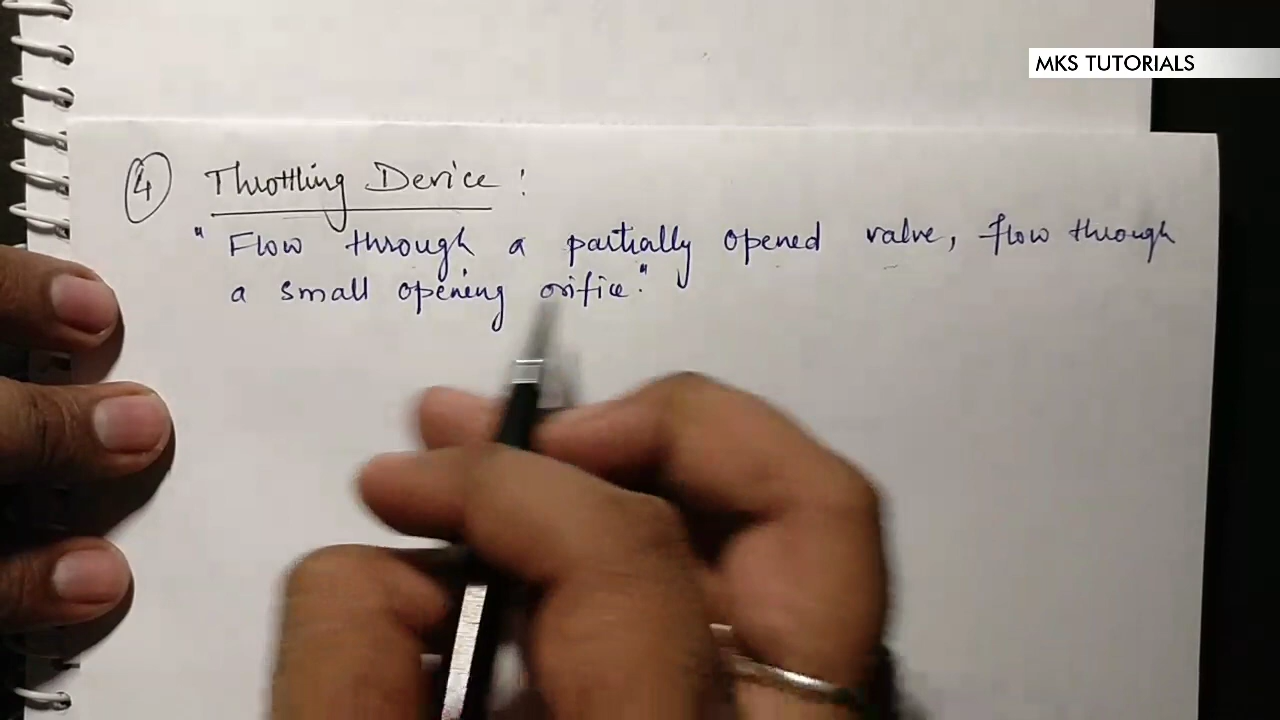 MKS TUTORIALS
4 Throttling Device :
" Flow through a partially opened valve, flow through
a small opening orifice."